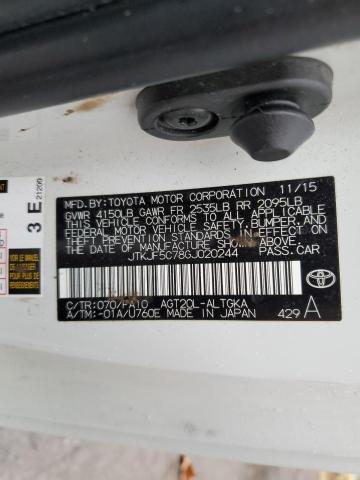 MFD.BY:TOYOTA MOTOR CORPORATION 11/15
GVWR 4150LB GAWR FR 2535LB RR 2095LB
THIS VEHICLE CONFORMS TO ALL APPLICABLE
FEDERAL MOTOR VEHICLE SAFETY, BUMPER, AND
THEFT PREVENTION STANDARDS IN EFFECT ON
THE DATE OF MANUFACTURE SHOWN ABOVE.
JTKJF5C78GJ020244 PASS.CAR
C/TR:070/FA10 AGT20L-ALTGKA
A/TM:-01A/U760E MADE IN JAPAN 429 A
TOYOTA
3 E
21209